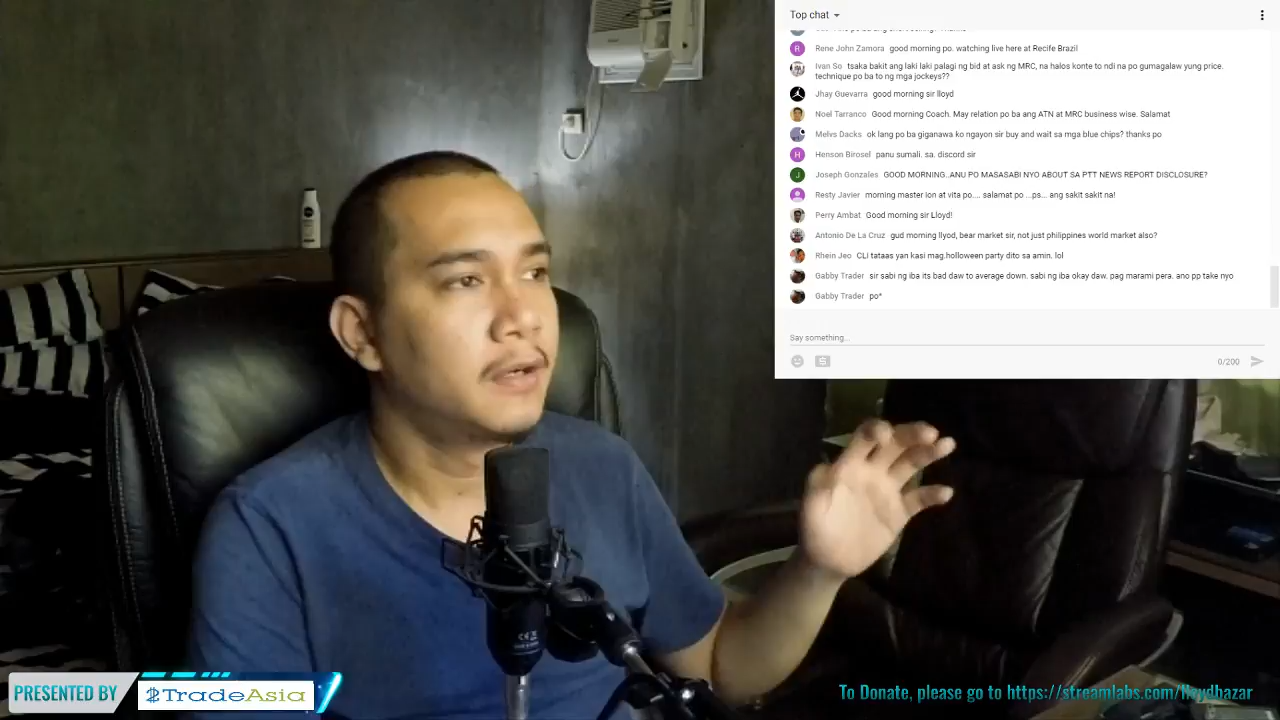 Top chat
Rene John Zamora good morning po. watching live here at Recife Brazil
Ivan So tsaka bakit ang laki laki palagi ng bid at ask ng MRC, na halos konte to ndi na po gumagalaw yung price.
technique po ba to ng mga jockeys??
Jhay Guevarra good morning sir lloyd
Noel Tarranco Good morning Coach. May relation po ba ang ATN at MRC business wise. Salamat
Melvs Dacks ok lang po ba giganawa ko ngayon sir buy and wait sa mga blue chips? thanks po
Henson Birosel panu sumali. sa. discord sir
Joseph Gonzales GOOD MORNING..ANU PO MASASABI NYO ABOUT SA PTT NEWS REPORT DISCLOSURE?
Resty Javier morning master ion at vita po.... salamat po ...ps... ang sakit sakit na!
Perry Ambat Good morning sir Lloyd!
Antonio De La Cruz gud morning llyod, bear market sir, not just philippines world market also?
Rhein Jeo CLI tataas yan kasi mag.holloween party dito sa amin. lol
Gabby Trader sir sabi ng iba its bad daw to average down. sabi ng iba okay daw. pag marami pera. ano pp take nyo
Gabby Trader po*
Say something...
0/200
PRESENTED BY $TradeAsia
To Donate, please go to https://streamlabs.com/lloydbazar